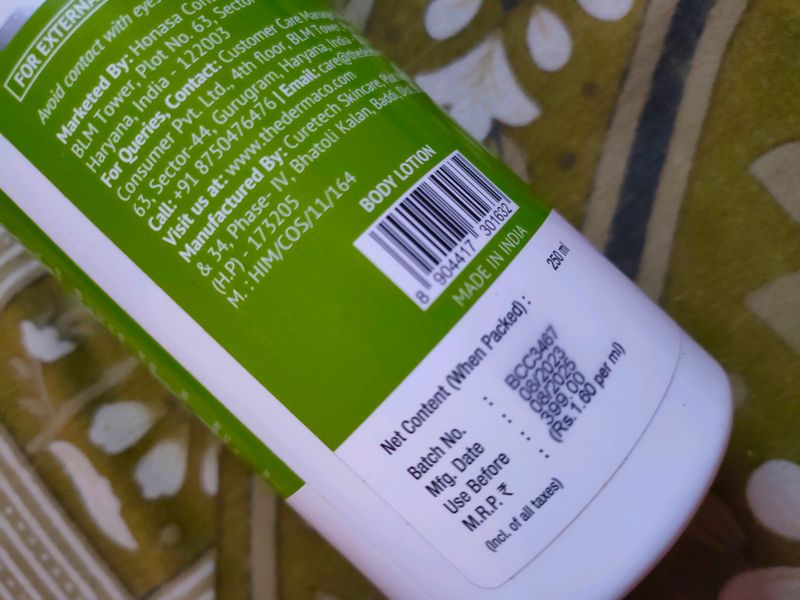 FOR EXTERNAL
Avoid contact with eyes
Marketed By: Honasa Con
BLM Tower, Plot No. 63, Sector
Haryana, India - 122003
For Queries, Contact: Customer Care Manag
Consumer Pvt. Ltd., 4th floor, BLM Tower, Plot
63, Sector-44, Gurugram, Haryana, India
Call: +91 8750476476 | Email: care@
Visit us at: www.thedermaco.com
Manufactured By: Curetech Skincare, Plot
& 34, Phase- IV, Bhatoli Kalan, Baddi,
(H.P) - 173205
M. : HIM/COS/11/164
BODY LOTION
8 904417 301632
MADE IN INDIA
Net Content (When Packed) : 250 ml
Batch No. : BCC3467
Mfg. Date : 08/2023
Use Before : 08/2025
M.R.P. ₹ : 399.00
(Incl. of all taxes) (Rs.1.60 per ml)